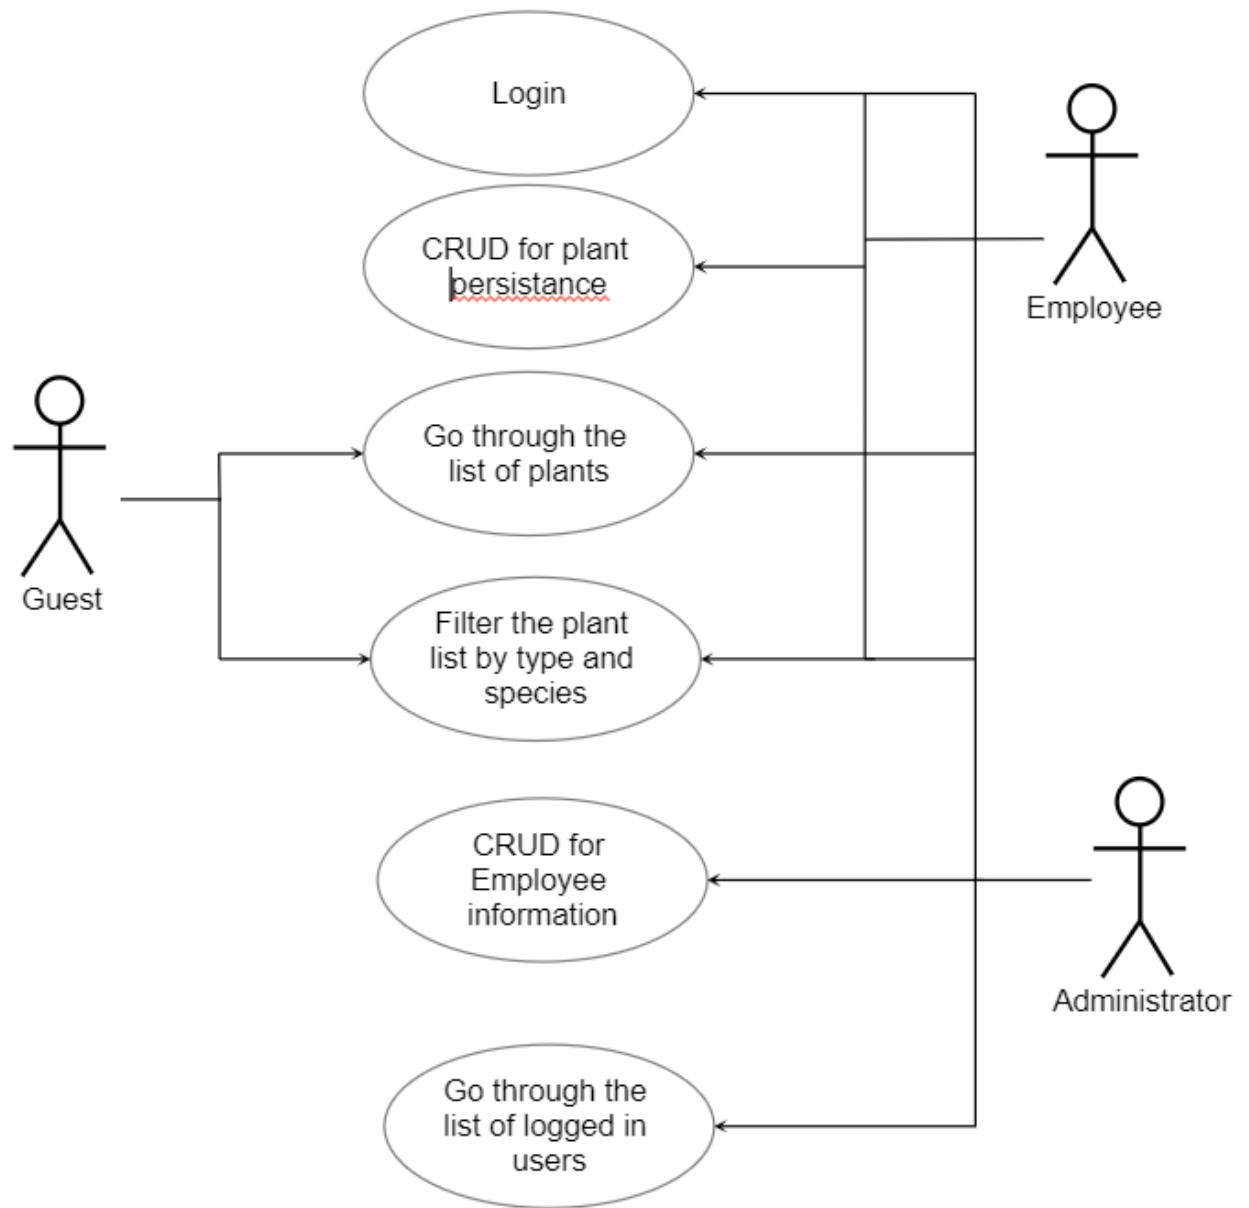 Login
CRUD for plant
persistance
Employee
Go through the
list of plants
Guest
Filter the plant
list by type and
species
CRUD for
Employee
information
Administrator
Go through the
list of logged in
users